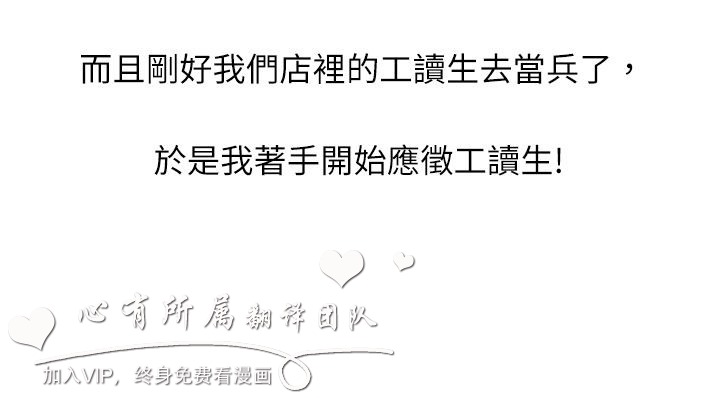 而且剛好我們店裡的工讀生去當兵了，
於是我著手開始應徵工讀生!
心有所属翻译团队
加入VIP，终身免费看漫画